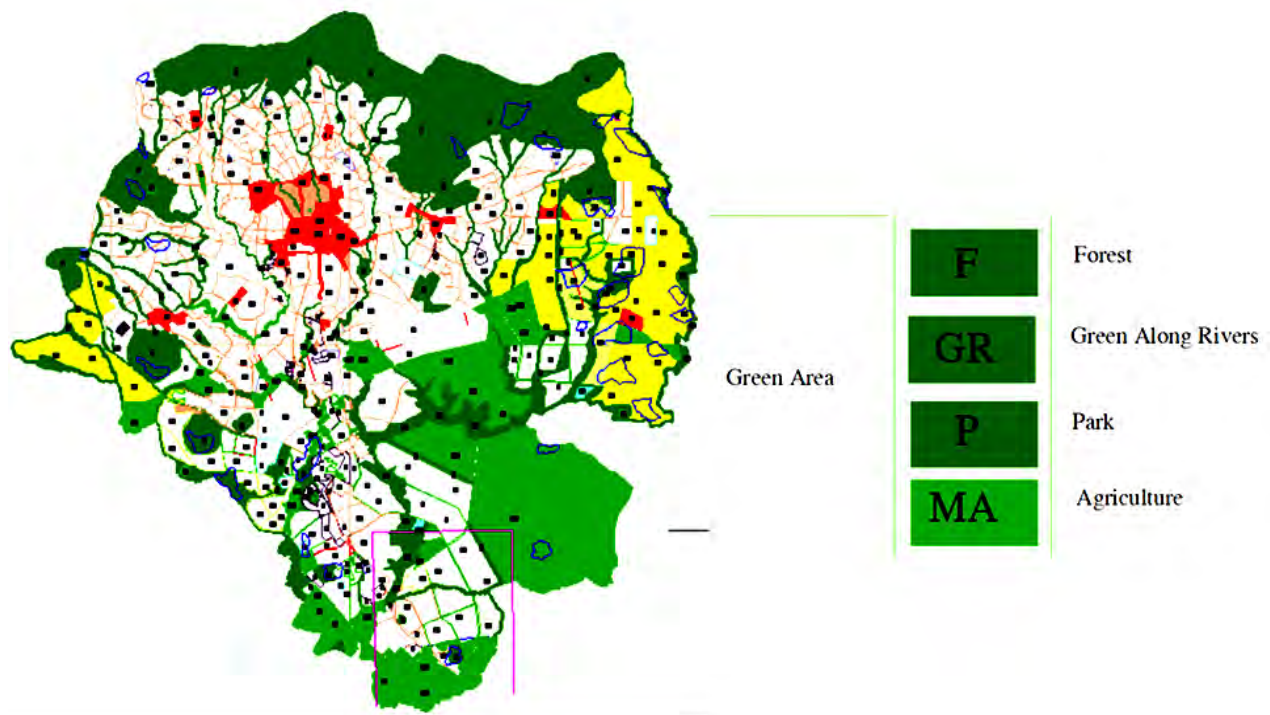 Green Area
F Forest
GR Green Along Rivers
P Park
MA Agriculture